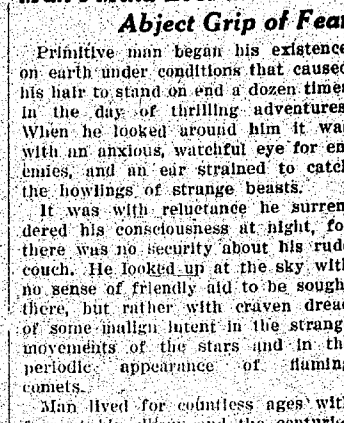 Abject Grip of Fea
Primitive man began his existence
on earth under conditions that caused
his hair to stand on end a dozen times
in the day of thrilling adventures
When he looked around him it wa
with an anxious, watchful eye for en
emies, and an ear strained to catc
the howlings of strange beasts.
It was with reluctance he surren
dered his consciousness at night, fo
there was no security about his rud
couch. He looked up at the sky wit
no sense of friendly aid to be sough
there, but rather with craven drea
of some malign intent in the strang
movements of the stars and in th
periodic appearance of flamin
comets.
Man lived for countless ages wit
and the